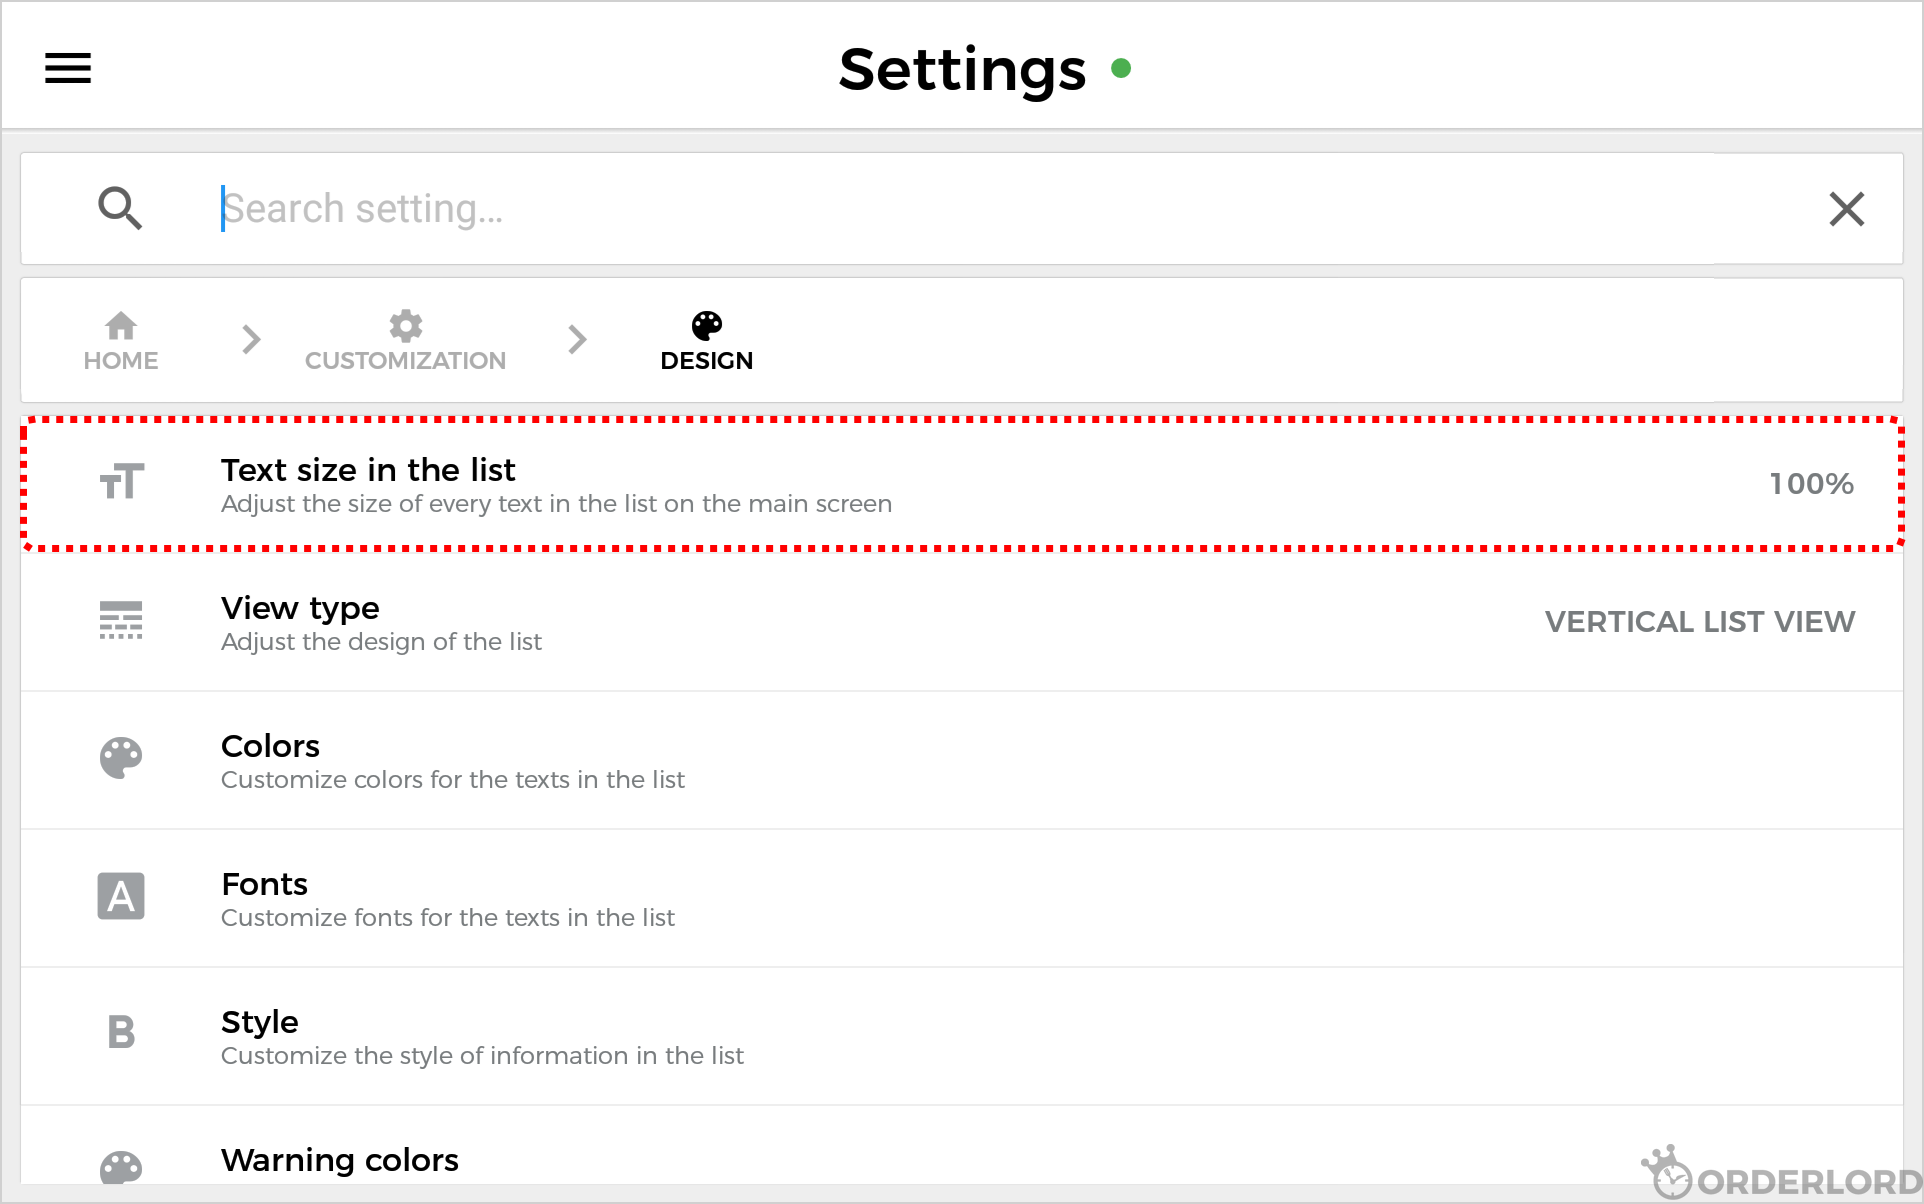 Settings
Search setting...
HOME
CUSTOMIZATION
DESIGN
Text size in the list
Adjust the size of every text in the list on the main screen
100%
View type
Adjust the design of the list
VERTICAL LIST VIEW
Colors
Customize colors for the texts in the list
A
Fonts
Customize fonts for the texts in the list
B
Style
Customize the style of information in the list
Warning colors
ORDERLORD